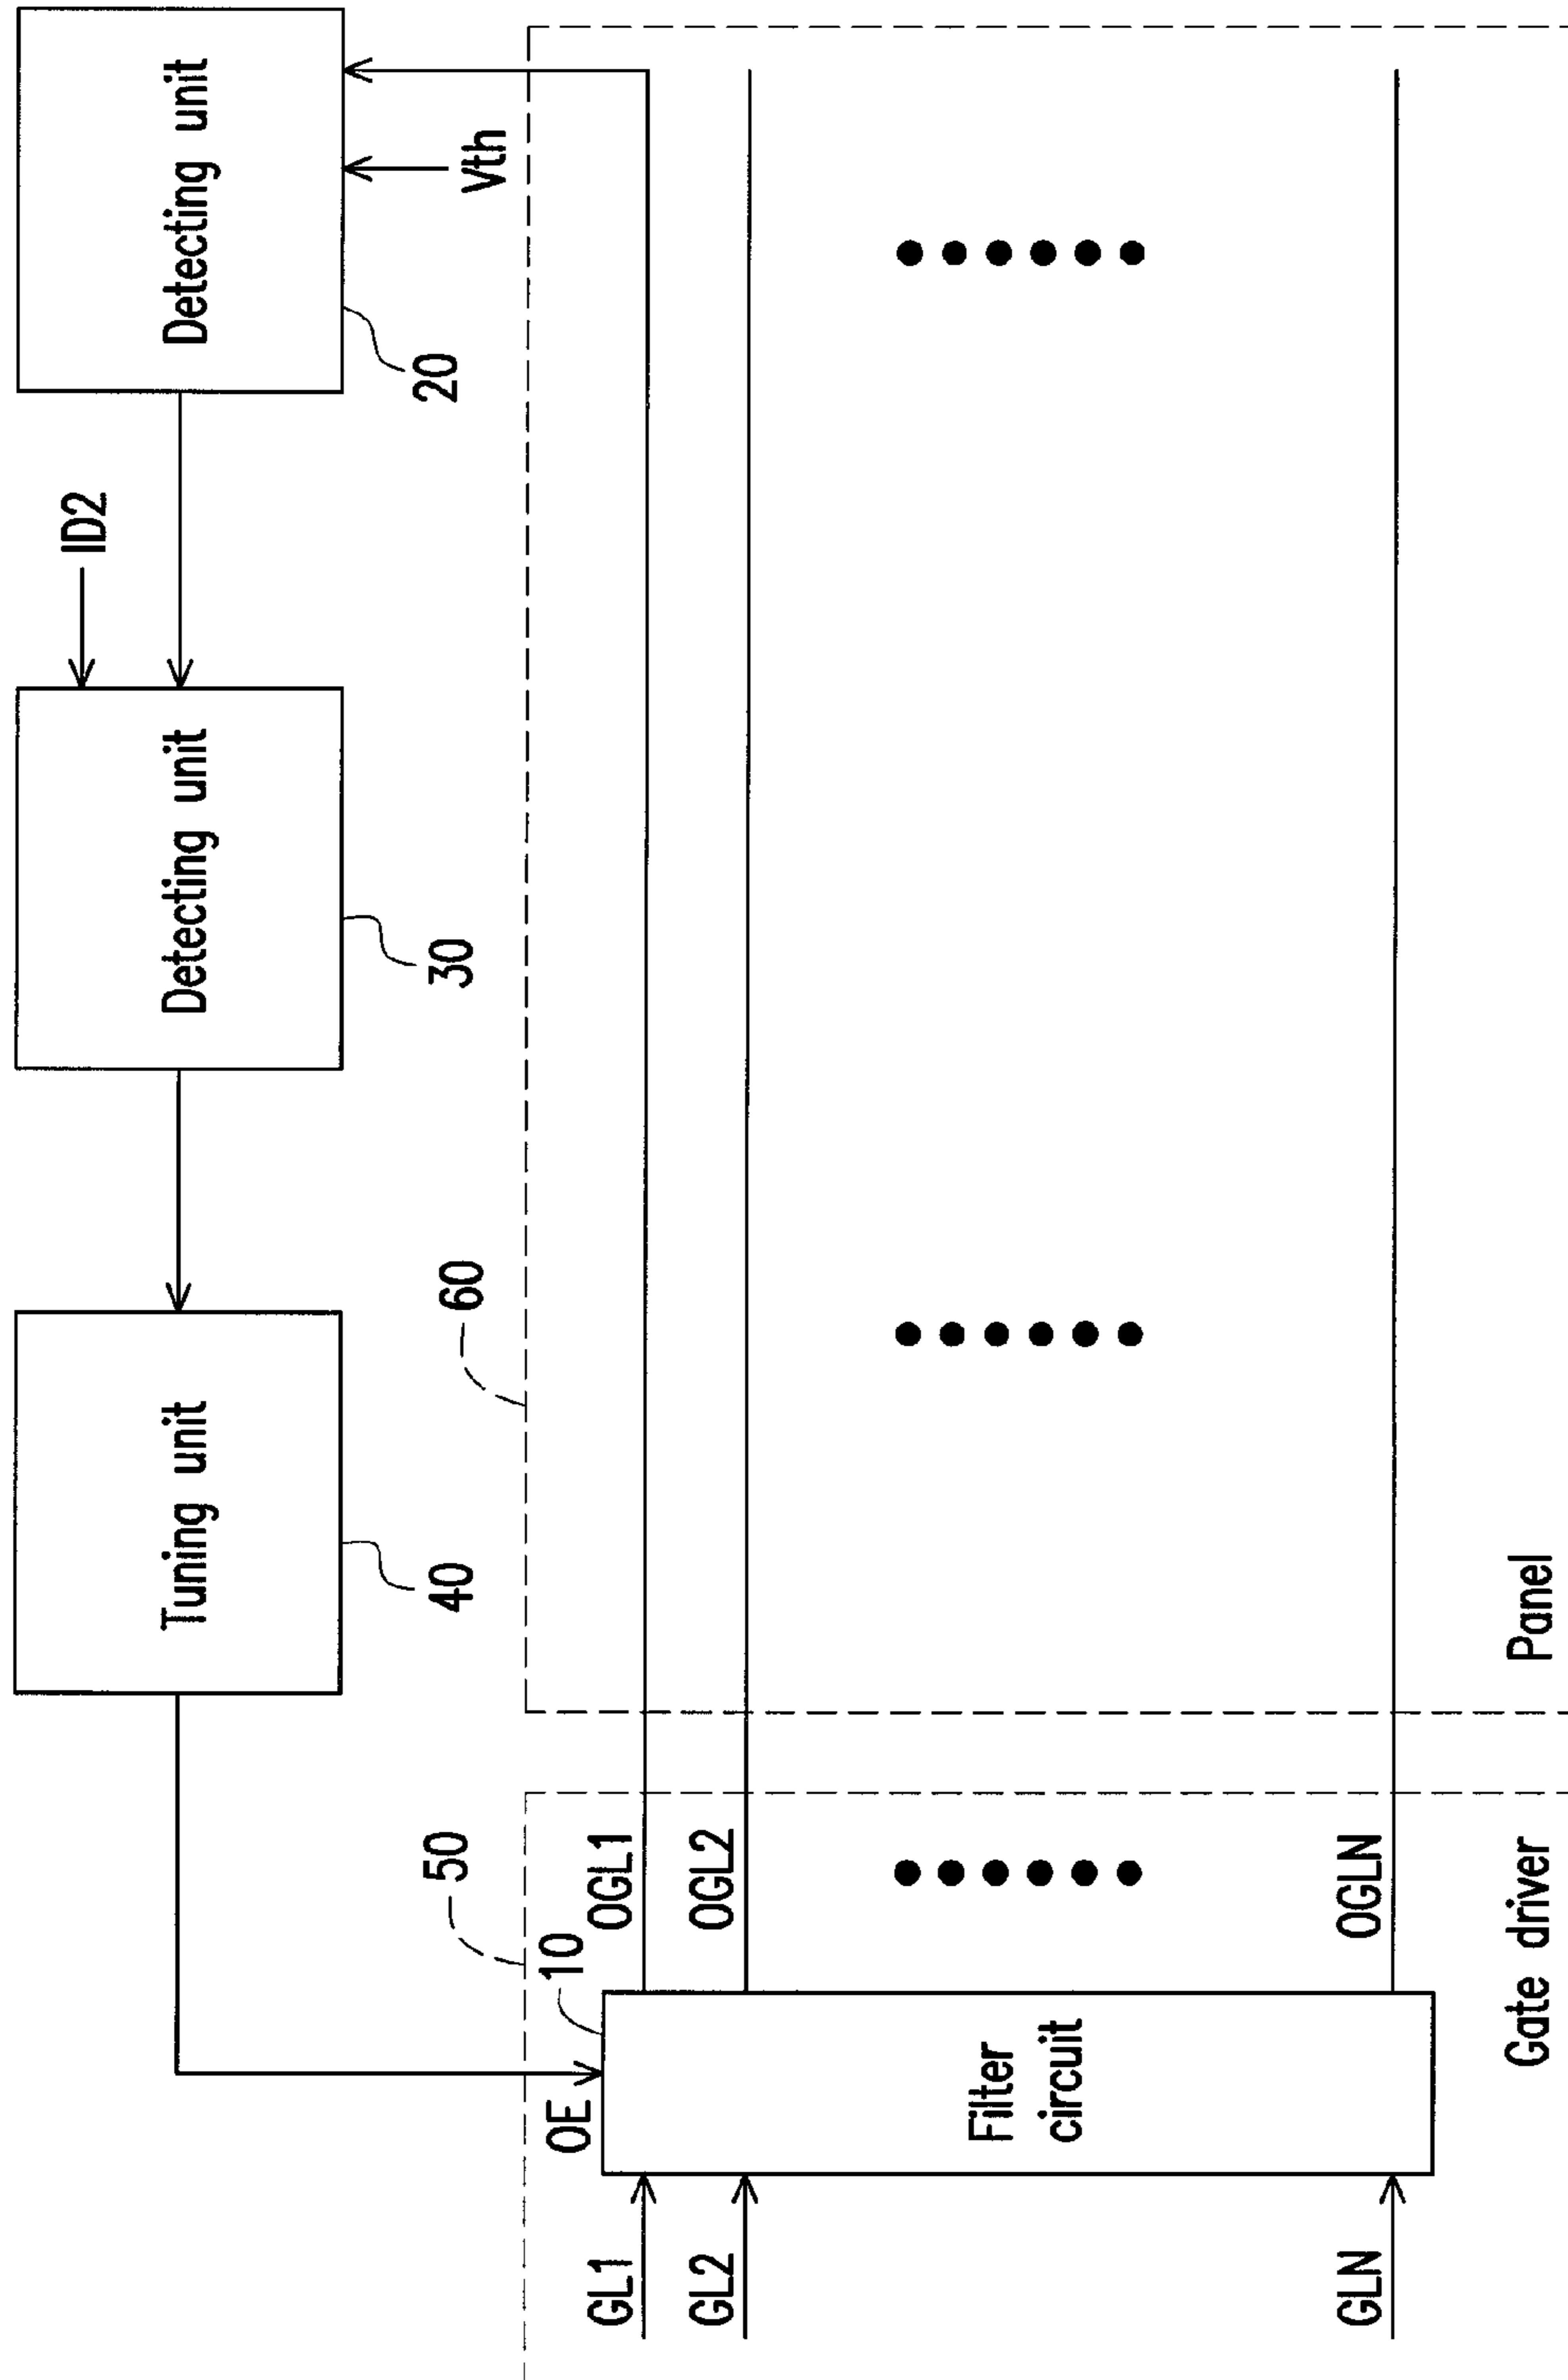 Tuning unit
Detecting unit
Detecting unit
ID2
Vth
40
30
20
60
50
10
OE
GL1
OGL1
GL2
OGL2
GLN
OGLN
Filter
circuit
Gate driver
Panel